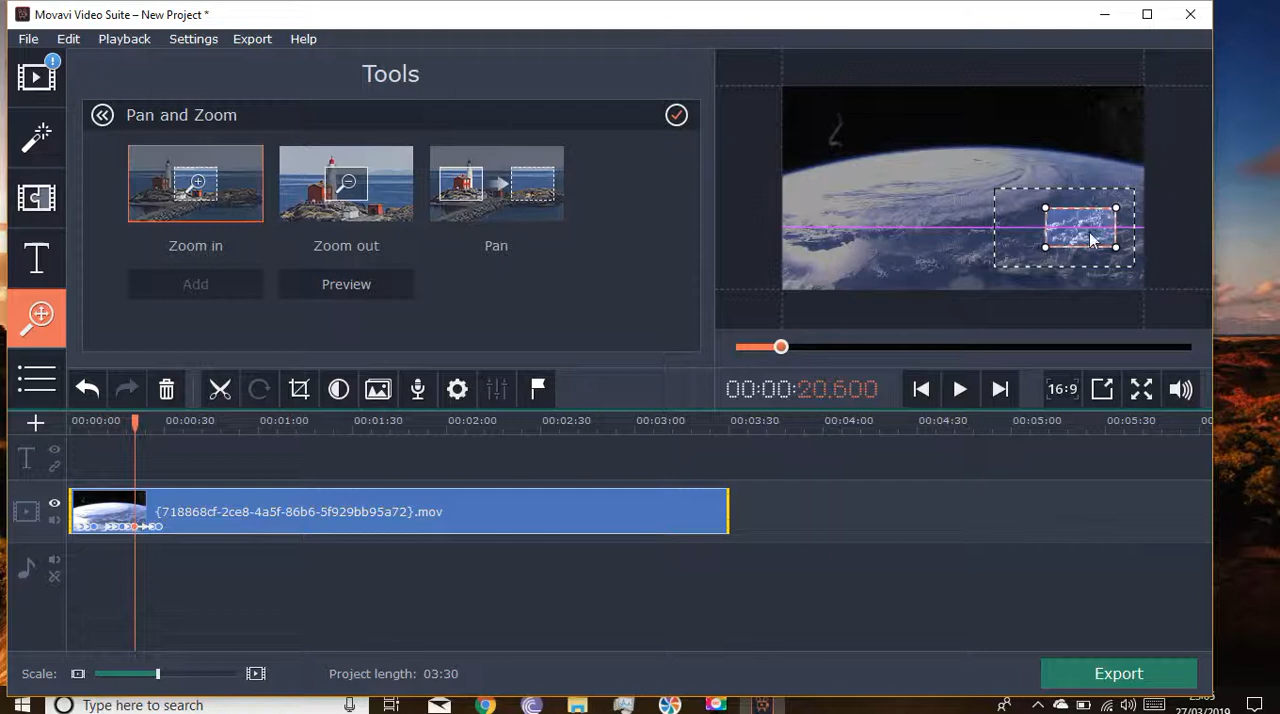 Movavi Video Suite – New Project *
File Edit Playback Settings Export Help
Tools
Pan and Zoom
Zoom in Zoom out Pan
Add Preview
00:00:20.500 16:9
00:00:00 00:00:30 00:01:00 00:01:30 00:02:00 00:02:30 00:03:00 00:03:30 00:04:00 00:04:30 00:05:00 00:05:30
{718868cf-2ce8-4a5f-86b6-5f929bb95a72}.mov
Scale: Project length: 03:30 Export
Type here to search
27/03/2019